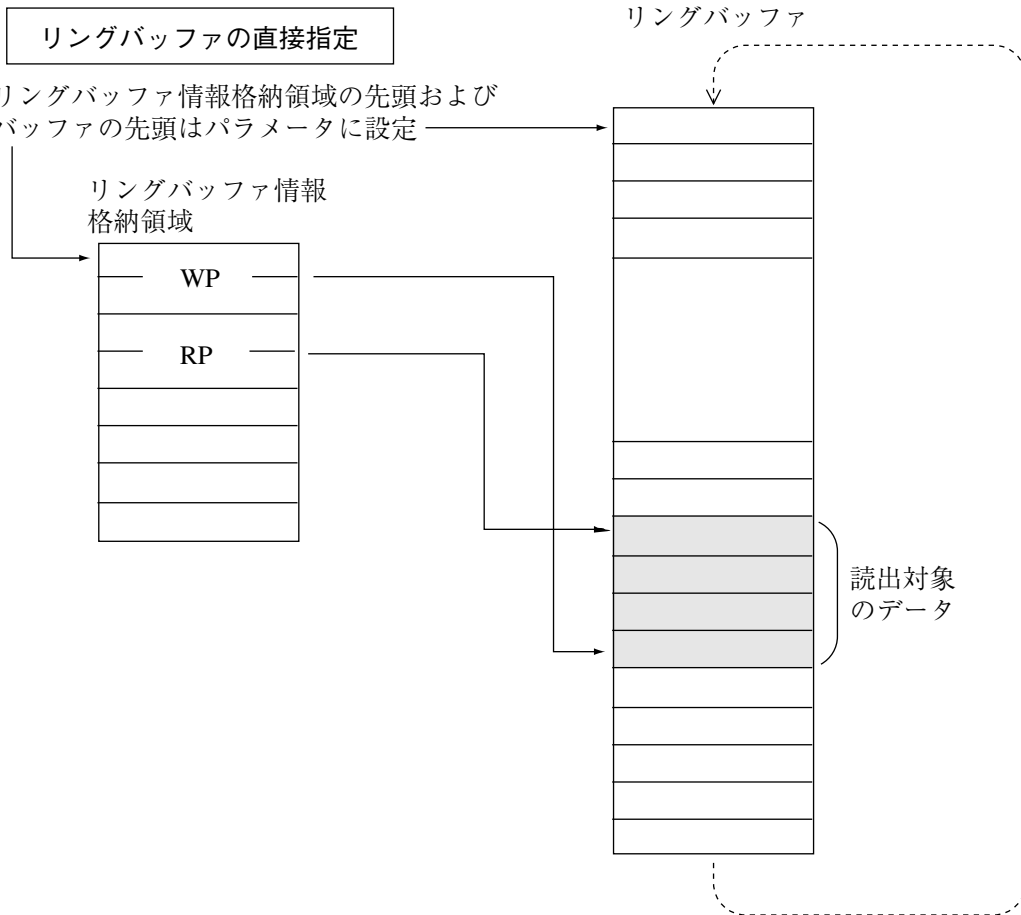 リングバッファの直接指定
リングバッファ
リングバッファ情報格納領域の先頭および
バッファの先頭はパラメータに設定
リングバッファ情報
格納領域
WP
RP
読出対象
のデータ